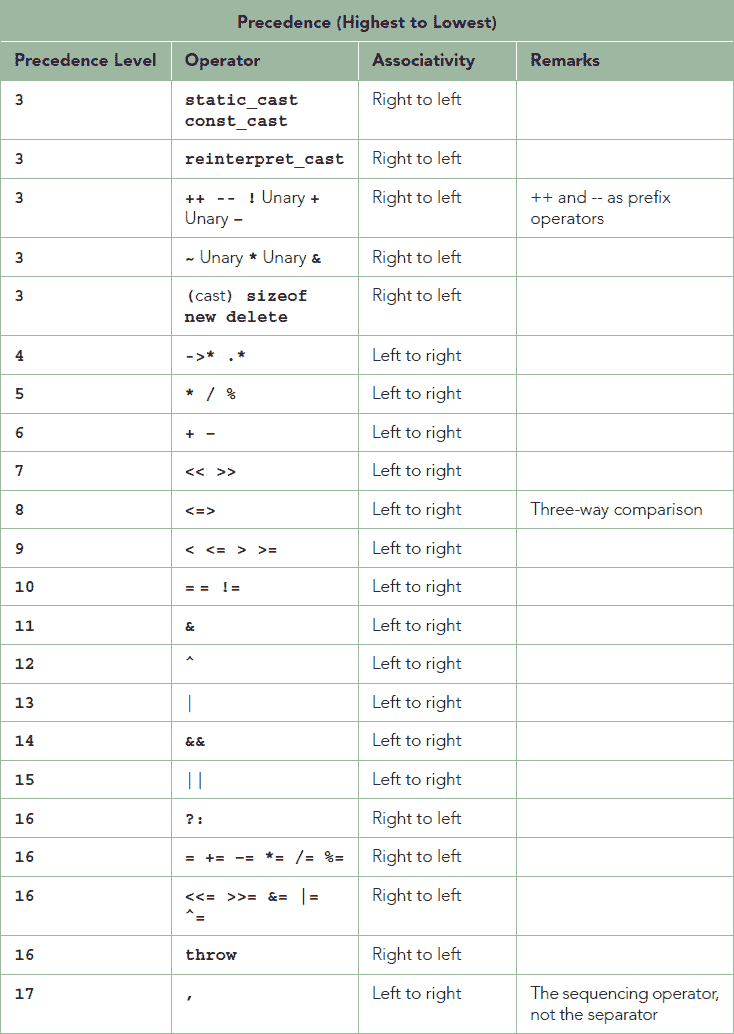 Precedence (Highest to Lowest)
Precedence Level Operator Associativity Remarks
3 static_cast Right to left
const_cast
3 reinterpret_cast Right to left
3 ++ -- ! Unary + Right to left ++ and -- as prefix
Unary − operators
3 ~ Unary * Unary & Right to left
3 (cast) sizeof Right to left
new delete
4 ->* .* Left to right
5 * / % Left to right
6 + − Left to right
7 << >> Left to right
8 <=> Left to right Three-way comparison
9 < <= > >= Left to right
10 == != Left to right
11 & Left to right
12 ^ Left to right
13 | Left to right
14 && Left to right
15 || Left to right
16 ?: Right to left
16 = += −= *= /= %= Right to left
16 <<= >>= &= |= Right to left
^=
16 throw Right to left
17 , Left to right The sequencing operator,
not the separator